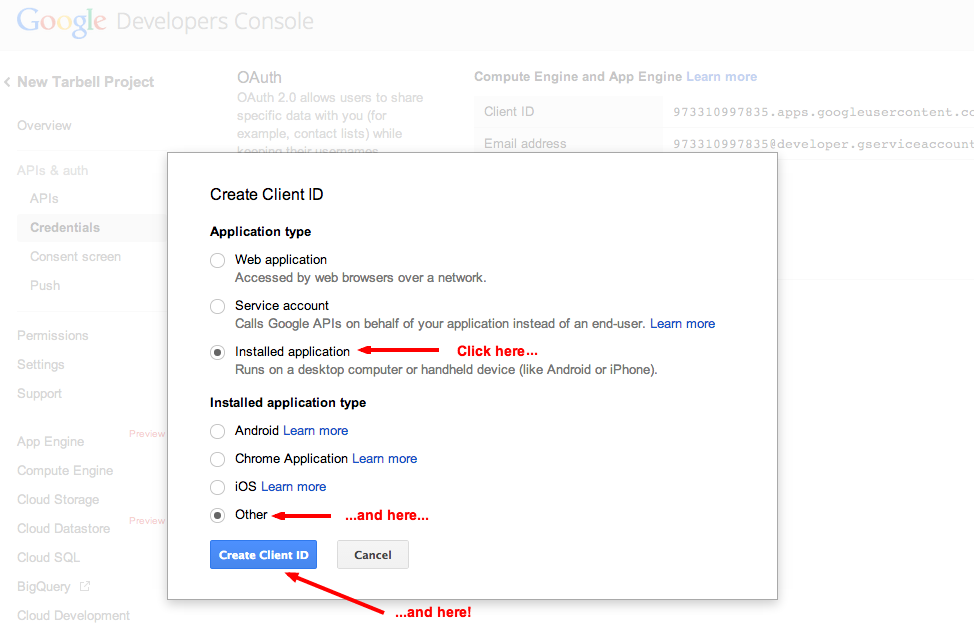 Google Developers Console
New Tarbell Project
Overview
APIs & auth
APIs
Credentials
Consent screen
Push
Permissions
Settings
Support
App Engine Preview
Compute Engine
Cloud Storage
Cloud Datastore Preview
Cloud SQL
BigQuery
Cloud Development
OAuth
OAuth 2.0 allows users to share
specific data with you (for
example, contact lists) while
keeping their usernames,
Compute Engine and App Engine Learn more
Client ID 973310997835.apps.googleusercontent.co
Email address 973310997835@developer.gserviceaccount
Create Client ID
Application type
Web application
Accessed by web browsers over a network.
Service account
Calls Google APIs on behalf of your application instead of an end-user. Learn more
Installed application Click here...
Runs on a desktop computer or handheld device (like Android or iPhone).
Installed application type
Android Learn more
Chrome Application Learn more
iOS Learn more
Other ...and here...
Create Client ID Cancel
...and here!